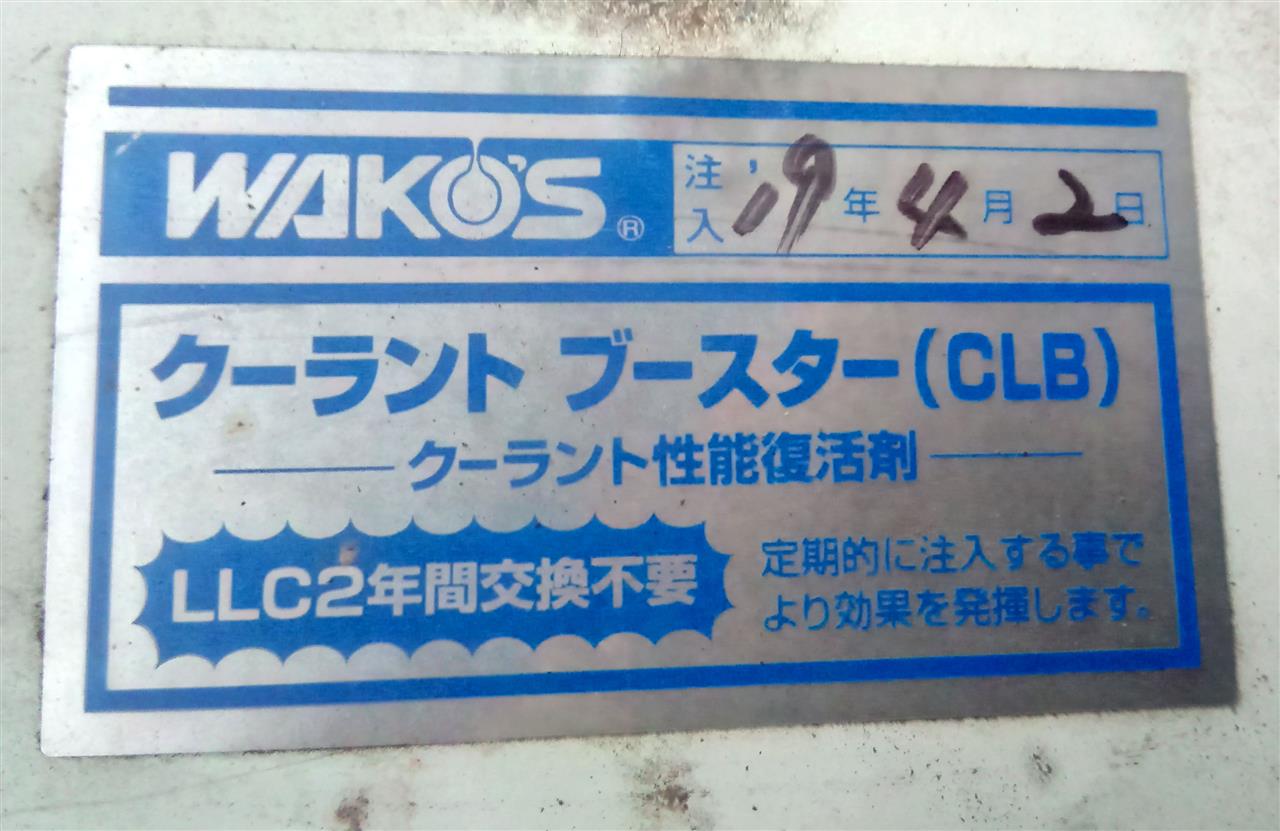 WAKO'S® 注入 '19年4月2日
クーラント ブースター(CLB)
クーラント性能復活剤
LLC2年間交換不要
定期的に注入する事で
より効果を発揮します。